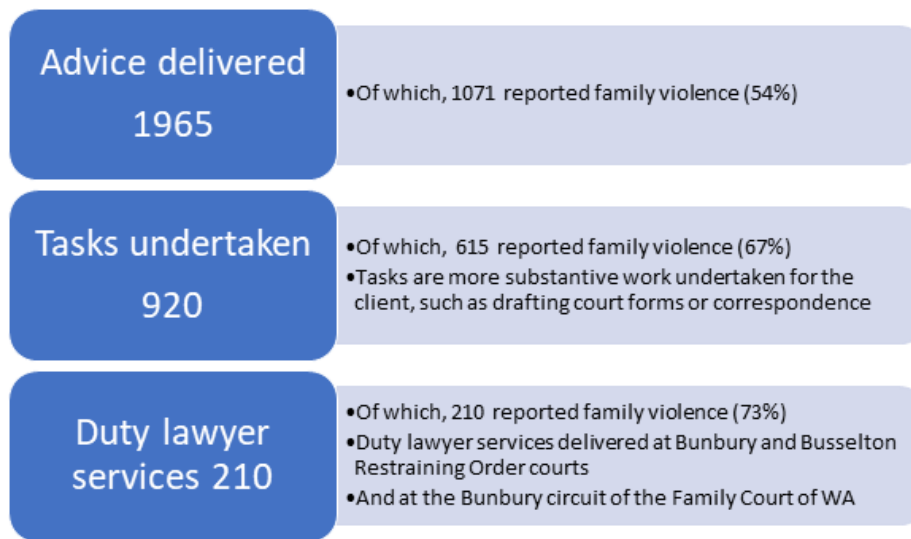 Advice delivered
1965
•Of which, 1071 reported family violence (54%)
Tasks undertaken
920
•Of which, 615 reported family violence (67%)
•Tasks are more substantive work undertaken for the
client, such as drafting court forms or correspondence
Duty lawyer
services 210
•Of which, 210 reported family violence (73%)
•Duty lawyer services delivered at Bunbury and Busselton
Restraining Order courts
•And at the Bunbury circuit of the Family Court of WA